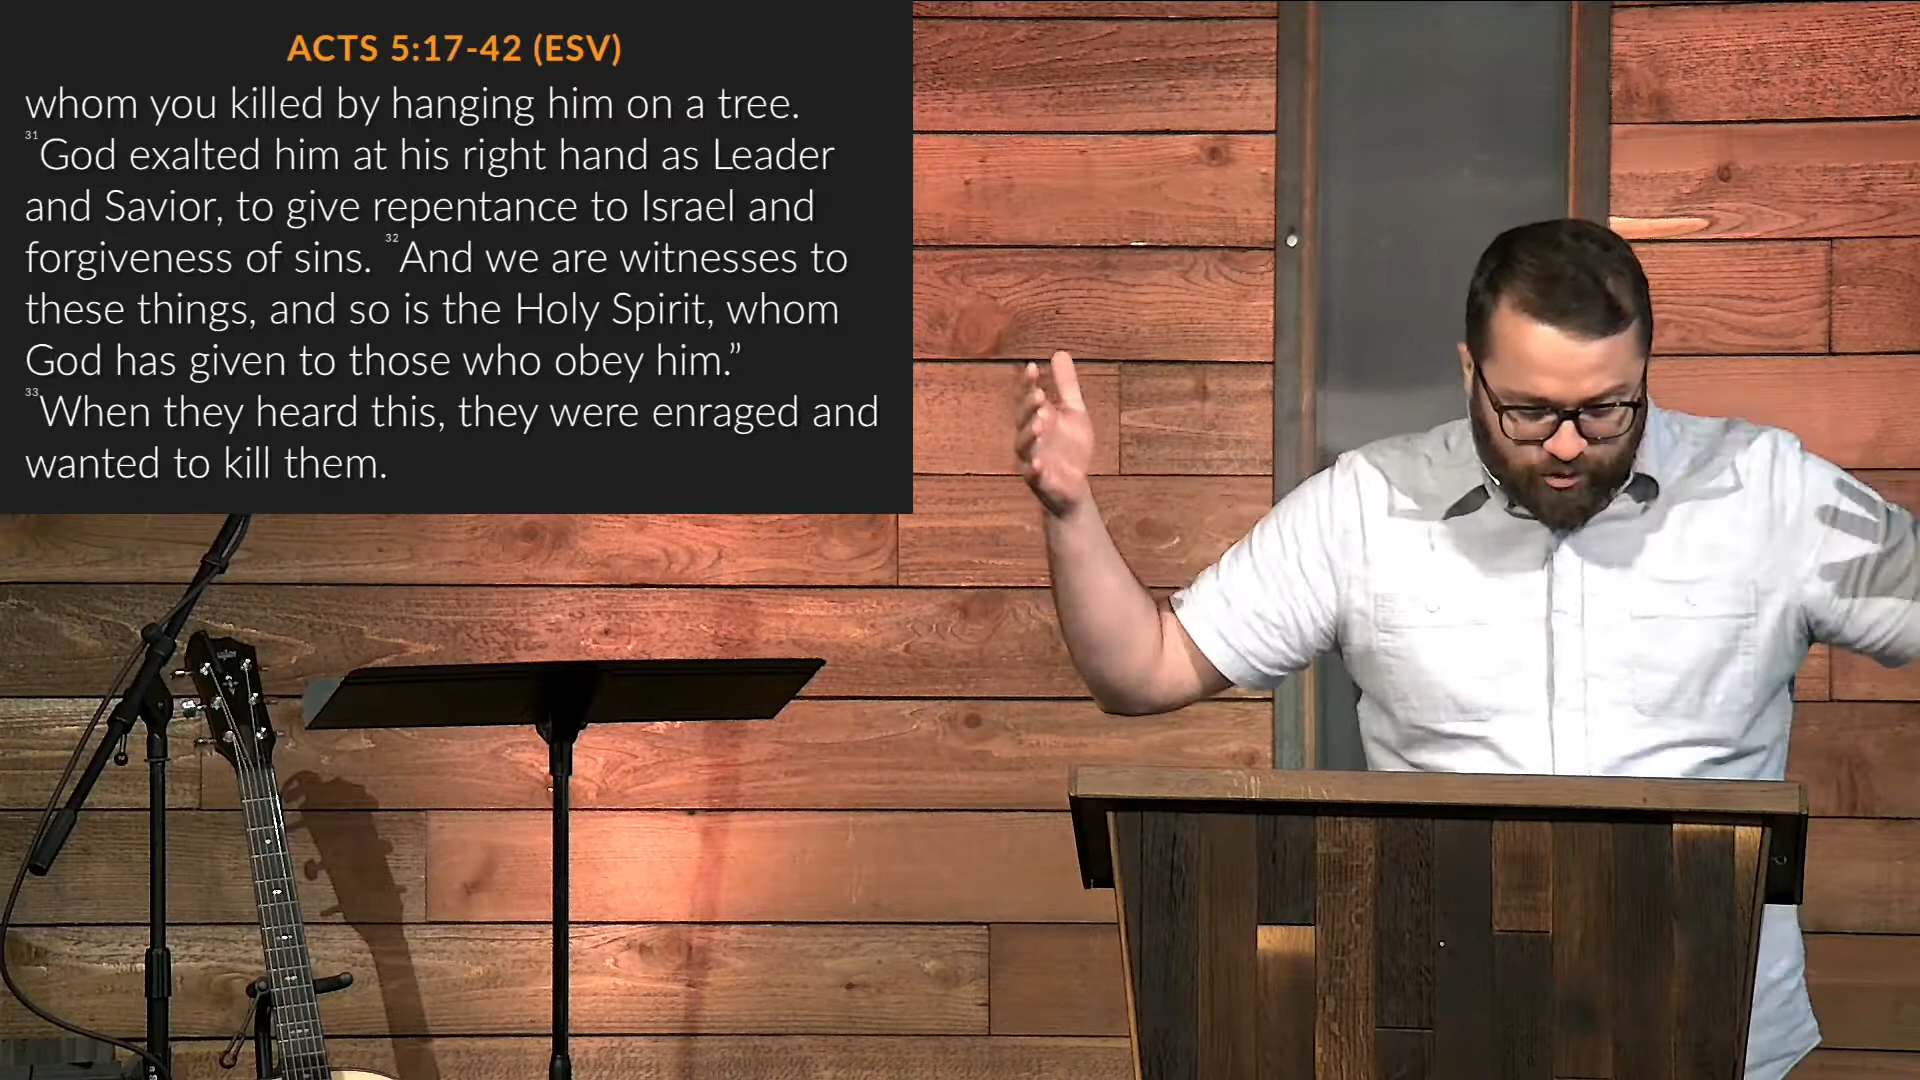 ACTS 5:17-42 (ESV)
whom you killed by hanging him on a tree.
31 God exalted him at his right hand as Leader
and Savior, to give repentance to Israel and
forgiveness of sins. 32 And we are witnesses to
these things, and so is the Holy Spirit, whom
God has given to those who obey him.”
33 When they heard this, they were enraged and
wanted to kill them.
Taylor